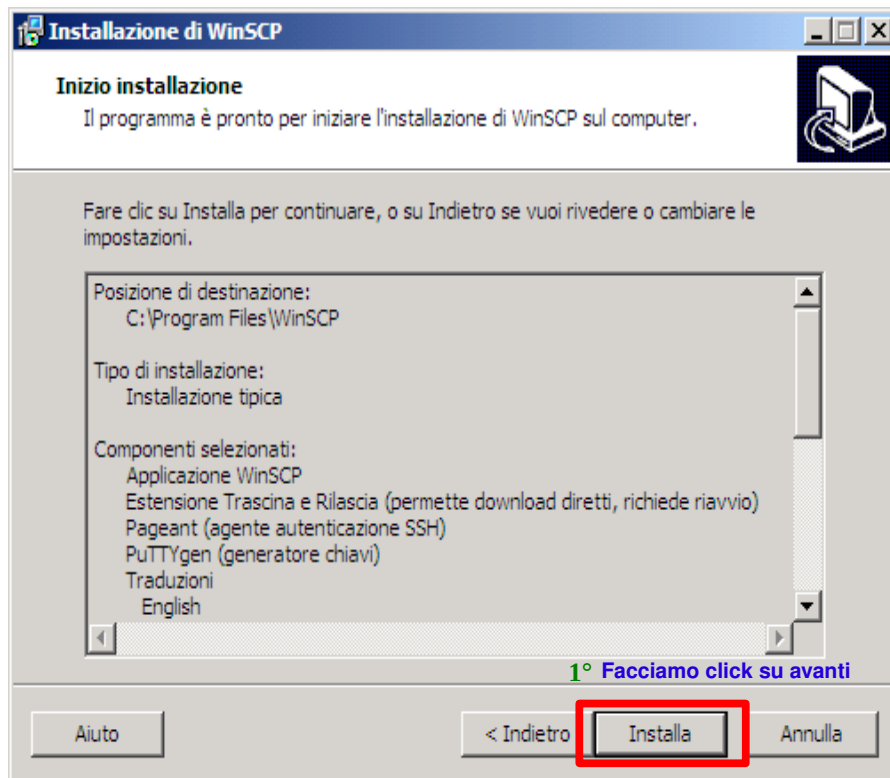 Installazione di WinSCP
Inizio installazione
Il programma è pronto per iniziare l'installazione di WinSCP sul computer.
Fare clic su Installa per continuare, o su Indietro se vuoi rivedere o cambiare le
impostazioni.
Posizione di destinazione:
C:\Program Files\WinSCP
Tipo di installazione:
Installazione tipica
Componenti selezionati:
Applicazione WinSCP
Estensione Trascina e Rilascia (permette download diretti, richiede riavvio)
Pageant (agente autenticazione SSH)
PuTTYgen (generatore chiavi)
Traduzioni
English
1° Facciamo click su avanti
Aiuto
< Indietro
Installa
Annulla